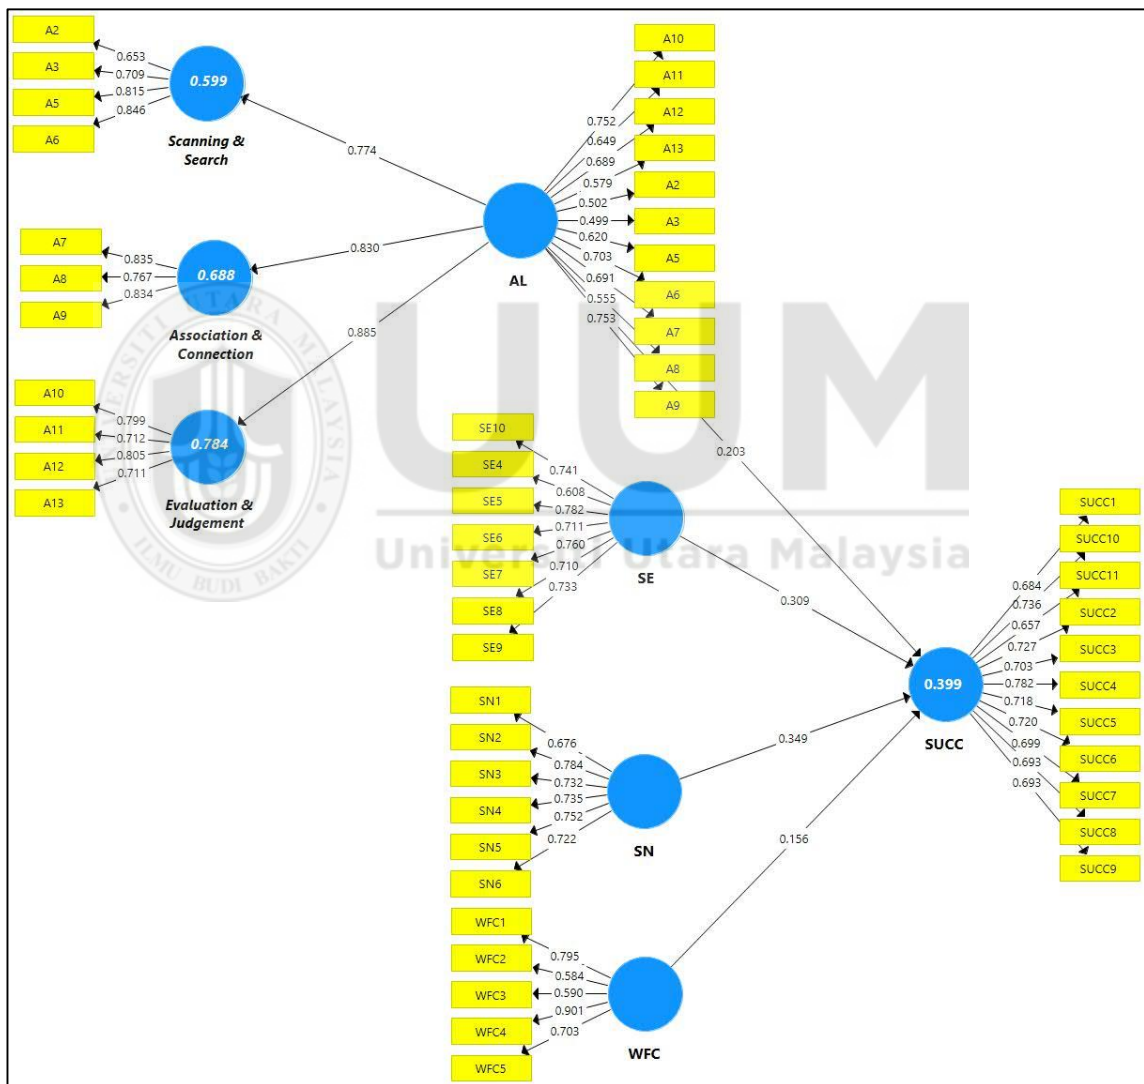 A2
A3
A5
A6
0.653
0.709
0.815
0.846
0.599
Scanning &
Search
0.774
A7
A8
A9
0.835
0.767
0.834
0.688
Association &
Connection
0.830
A10
A11
A12
A13
0.799
0.712
0.805
0.711
0.784
Evaluation &
Judgement
0.885
AL
0.752
0.649
0.689
0.579
0.502
0.499
0.620
0.703
0.691
0.555
0.753
A10
A11
A12
A13
A2
A3
A5
A6
A7
A8
A9
0.203
UUM
Universiti Utara Malaysia
UNIVERSITI UTARA MALAYSIA
ILMU BUDI BAKTI
SE10
SE4
SE5
SE6
SE7
SE8
SE9
0.741
0.608
0.782
0.711
0.760
0.710
0.733
SE
0.309
SN1
SN2
SN3
SN4
SN5
SN6
0.676
0.784
0.732
0.735
0.752
0.722
SN
0.349
WFC1
WFC2
WFC3
WFC4
WFC5
0.795
0.584
0.590
0.901
0.703
WFC
0.156
0.399
SUCC
0.684
0.736
0.657
0.727
0.703
0.782
0.718
0.720
0.699
0.693
0.693
SUCC1
SUCC10
SUCC11
SUCC2
SUCC3
SUCC4
SUCC5
SUCC6
SUCC7
SUCC8
SUCC9